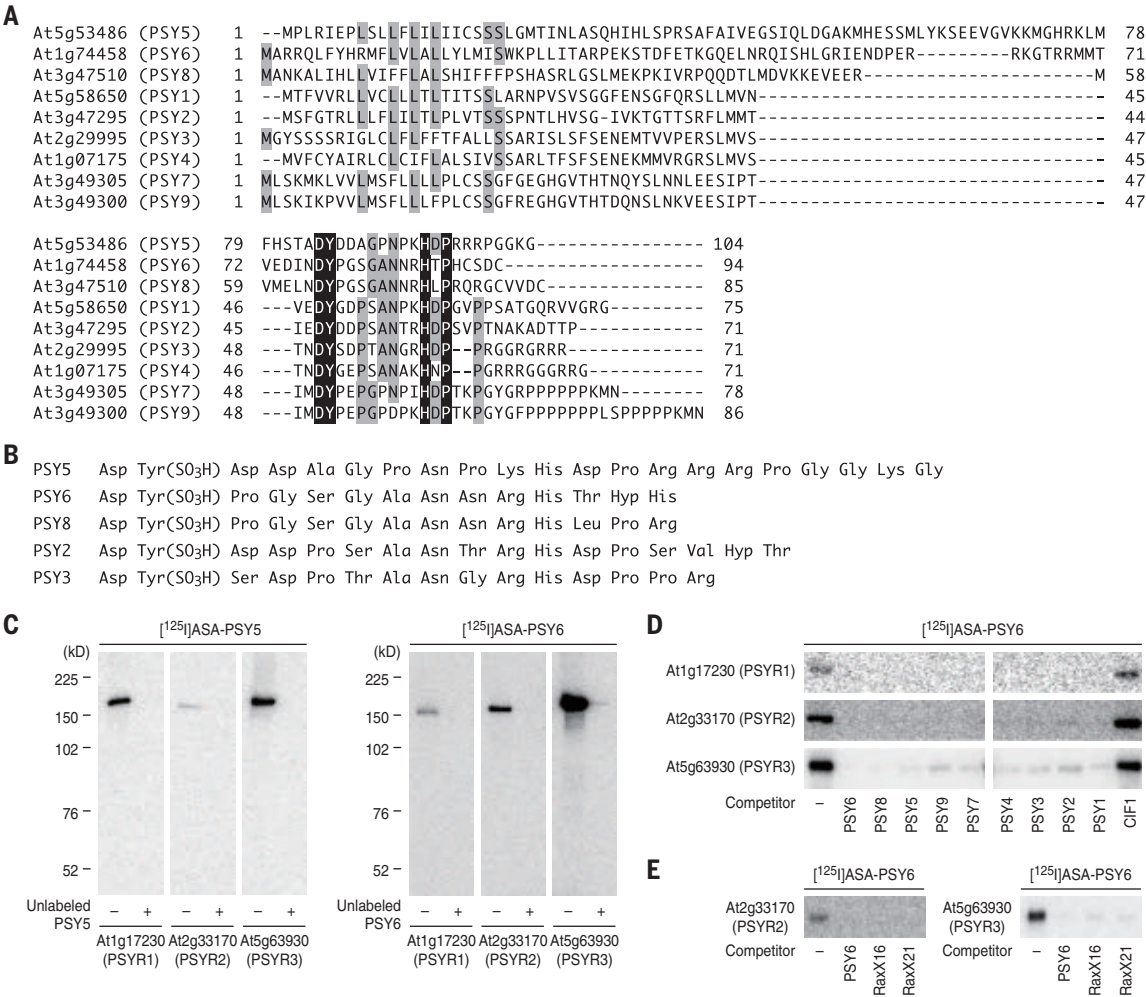 A
At5g53486 (PSY5) 1 --MPLRIEPLSLLFLILIICSSSLGMTINLASQHIHLSPRSAFAIVEGSIQLDGAKMHESSMLYKSEEVGVKKMGHRKLM 78
At1g74458 (PSY6) 1 MARRQLFYHRMFLVLALYLMISWKPLLITARPEKSTDFETKGQELNRQISHLGRIENDPER---------RKGTRRMMT 71
At3g47510 (PSY8) 1 MANKALIHLLVIFFLALSHIFFFPSHASRLGSLMEKPKIVRPQQDTLMDVKKEVEER--------------------M 58
At5g58650 (PSY1) 1 --MTFVVRLLVCLLLTLTITSSLARNPVSVSGGFENSGFQRSLLMVN-------------------------------- 45
At3g47295 (PSY2) 1 --MSFGTRLLLFLILTLPLVTSSSPNTLHVSG-IVKTGTTSRFLMMT-------------------------------- 44
At2g29995 (PSY3) 1 MGYSSSSRIGLCLFLFFTFALLSSARISLSFSENEMTVVPERSLMVS-------------------------------- 47
At1g07175 (PSY4) 1 --MVFCYAIRLCLCIFLALSIVSSARLTFSFSENEKMMVRGRSLMVS-------------------------------- 45
At3g49305 (PSY7) 1 MLSKMKLVVLMSFLLLLPLCSSGFGEGHGVTHTNQYSLNNLEESIPT-------------------------------- 47
At3g49300 (PSY9) 1 MLSKIKPVVLMSFLLLFPLCSSGFREGHGVTHTDQNSLNKVEESIPT-------------------------------- 47
At5g53486 (PSY5) 79 FHSTADYDDAGPNPKHDPRRRPGGKG-------------- 104
At1g74458 (PSY6) 72 VEDINDYPGSGANNRHTPHCSDC----------------- 94
At3g47510 (PSY8) 59 VMELNDYPGSGANNRHLPRQRGCVVDC------------- 85
At5g58650 (PSY1) 46 ---VEDYGDPSANPKHDPGVPPSATGQRVVGRG-------- 75
At3g47295 (PSY2) 45 ---IEDYDDPSANTRHDPSVPTNAKADTTP----------- 71
At2g29995 (PSY3) 48 ---TNDYSDPTANGRHDP--PRGGRGRRR------------ 71
At1g07175 (PSY4) 46 ---TNDYGEPSANAKHNP--PGRRRGGGRRG---------- 71
At3g49305 (PSY7) 48 ---IMDYPEPGPNPIHDPTKPGYGRPPPPPPKMN------- 78
At3g49300 (PSY9) 48 ---IMDYPEPGPDPKHDPTKPGYGFPPPPPPPLSPPPPPKMN 86
B
PSY5 Asp Tyr(SO3H) Asp Asp Ala Gly Pro Asn Pro Lys His Asp Pro Arg Arg Arg Pro Gly Gly Lys Gly
PSY6 Asp Tyr(SO3H) Pro Gly Ser Gly Ala Asn Asn Arg His Thr Hyp His
PSY8 Asp Tyr(SO3H) Pro Gly Ser Gly Ala Asn Asn Arg His Leu Pro Arg
PSY2 Asp Tyr(SO3H) Asp Asp Pro Ser Ala Asn Thr Arg His Asp Pro Ser Val Hyp Thr
PSY3 Asp Tyr(SO3H) Ser Asp Pro Thr Ala Asn Gly Arg His Asp Pro Pro Arg
C
[125I]ASA-PSY5
(kD)
225
150
102
76
52
Unlabeled PSY5 – + – + – +
At1g17230 (PSYR1) At2g33170 (PSYR2) At5g63930 (PSYR3)
[125I]ASA-PSY6
(kD)
225
150
102
76
52
Unlabeled PSY6 – + – + – +
At1g17230 (PSYR1) At2g33170 (PSYR2) At5g63930 (PSYR3)
D
[125I]ASA-PSY6
At1g17230 (PSYR1)
At2g33170 (PSYR2)
At5g63930 (PSYR3)
Competitor – PSY6 PSY8 PSY5 PSY9 PSY7 PSY4 PSY3 PSY2 PSY1 CIF1
E
[125I]ASA-PSY6
At2g33170 (PSYR2)
Competitor – PSY6 RaxX16 RaxX21
[125I]ASA-PSY6
At5g63930 (PSYR3)
Competitor – PSY6 RaxX16 RaxX21